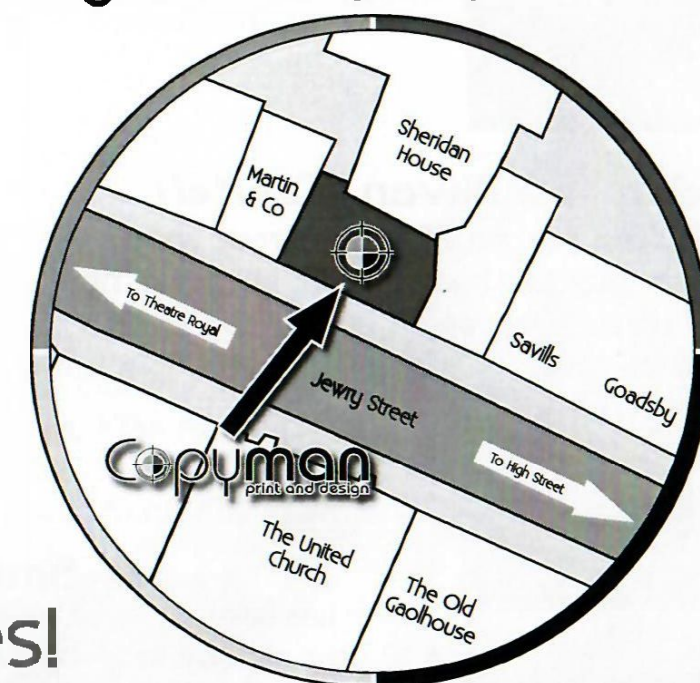 Sheridan
House
Martin
& Co
To Theatre Royal
Savills
Goadsby
Jewry Street
Copyman
print and design
To High Street
The United
Church
The Old
Gaolhouse
es!